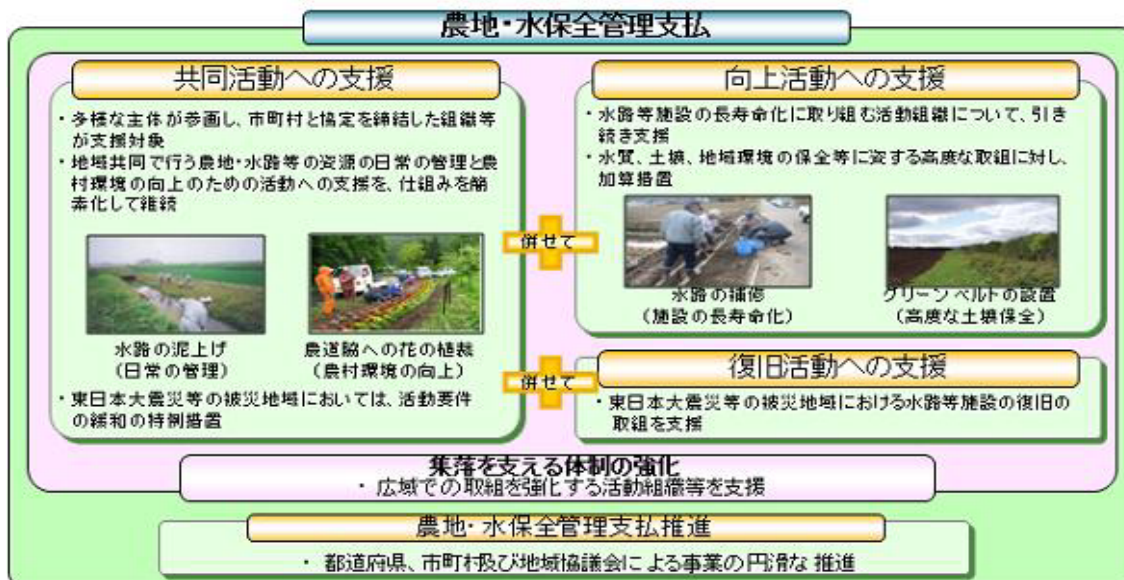 農地・水保全管理支払
共同活動への支援
・多様な主体が参画し、市町村と協定を締結した組織等
が支援対象
・地域共同で行う農地・水路等の資源の日常の管理と農
村環境の向上のための活動への支援を、仕組みを簡
素化して継続
水路の泥上げ
(日常の管理)
農道脇への花の植栽
(農村環境の向上)
・東日本大震災等の被災地域においては、活動要件
の緩和の特例措置
併せて
併せて
向上活動への支援
・水路等施設の長寿命化に取り組む活動組織について、引き
続き支援
・水質、土壌、地域環境の保全等に資する高度な取組に対し、
加算措置
水路の補修
(施設の長寿命化)
グリーンベルトの設置
(高度な土壌保全)
復旧活動への支援
・東日本大震災等の被災地域における水路等施設の復旧の
取組を支援
集落を支える体制の強化
・広域での取組を強化する活動組織等を支援
農地・水保全管理支払推進
・都道府県、市町村及び地域協議会による事業の円滑な推進